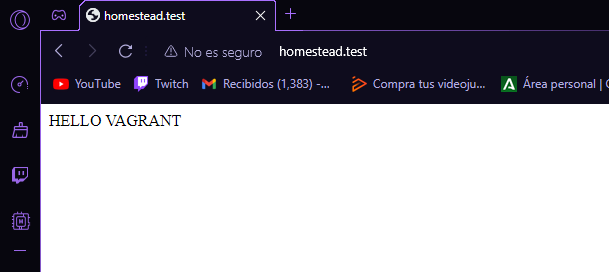 homestead.test
No es seguro homestead.test
YouTube Twitch Recibidos (1,383) -... Compra tus videoju... Área personal |
HELLO VAGRANT